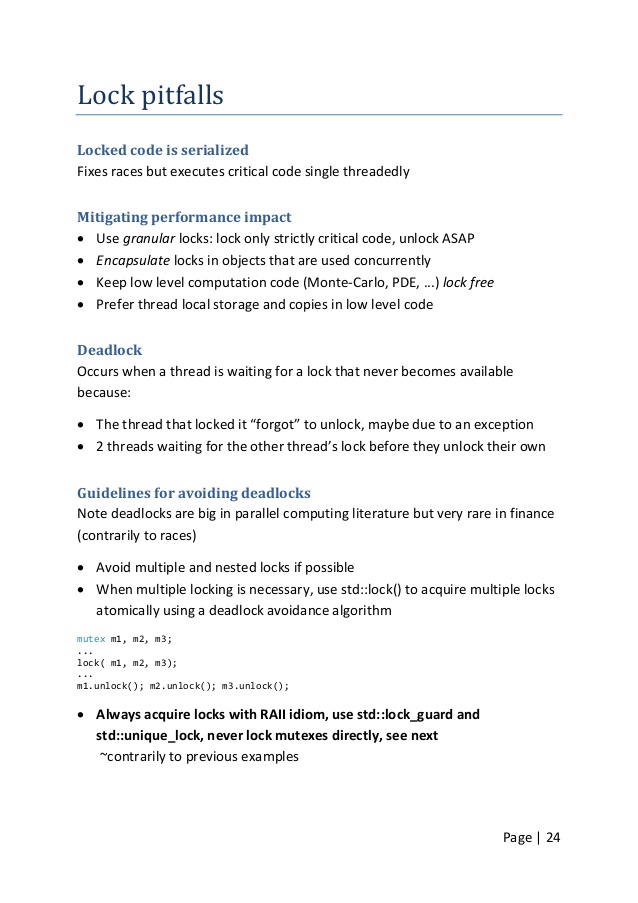 Lock pitfalls
Locked code is serialized
Fixes races but executes critical code single threadedly
Mitigating performance impact
• Use granular locks: lock only strictly critical code, unlock ASAP
• Encapsulate locks in objects that are used concurrently
• Keep low level computation code (Monte-Carlo, PDE, ...) lock free
• Prefer thread local storage and copies in low level code
Deadlock
Occurs when a thread is waiting for a lock that never becomes available
because:
• The thread that locked it “forgot” to unlock, maybe due to an exception
• 2 threads waiting for the other thread’s lock before they unlock their own
Guidelines for avoiding deadlocks
Note deadlocks are big in parallel computing literature but very rare in finance
(contrarily to races)
• Avoid multiple and nested locks if possible
• When multiple locking is necessary, use std::lock() to acquire multiple locks
atomically using a deadlock avoidance algorithm
mutex m1, m2, m3;
...
lock( m1, m2, m3);
...
m1.unlock(); m2.unlock(); m3.unlock();
• Always acquire locks with RAII idiom, use std::lock_guard and
std::unique_lock, never lock mutexes directly, see next
~contrarily to previous examples
Page | 24